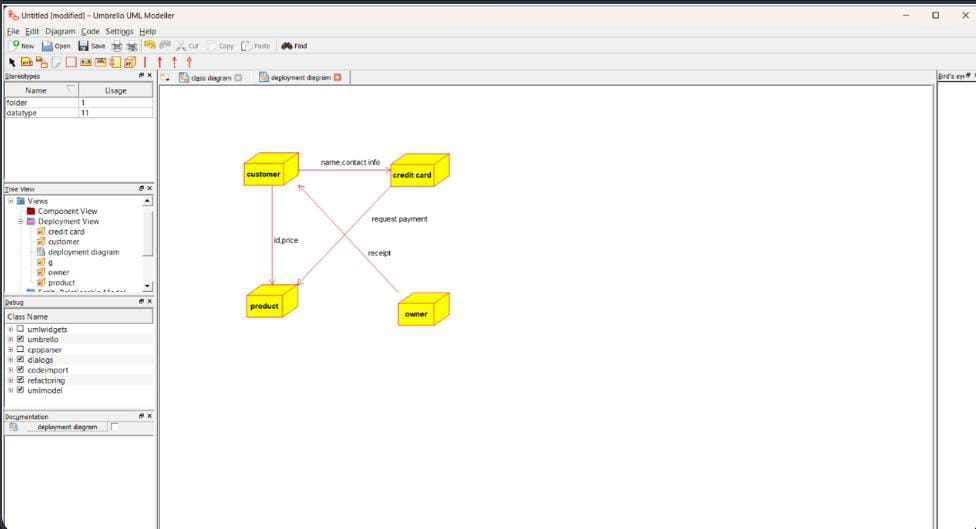 Untitled [modified] – Umbrello UML Modeller
File Edit Diagram Code Settings Help
New Open Save Cut Copy Paste Find
Stereotypes
Name Usage
folder 1
datatype 11
Tree View
Views
Component View
Deployment View
credit card
customer
deployment diagram
g
owner
product
Entity Relationship Model
Debug
Class Name
umlwidgets
umbrello
cppparser
dialogs
codeimport
refactoring
umlmodel
Documentation
deployment diagram
class diagram deployment diagram
customer
name,contact info
credit card
request payment
id,price
receipt
product
owner
Bird's eye